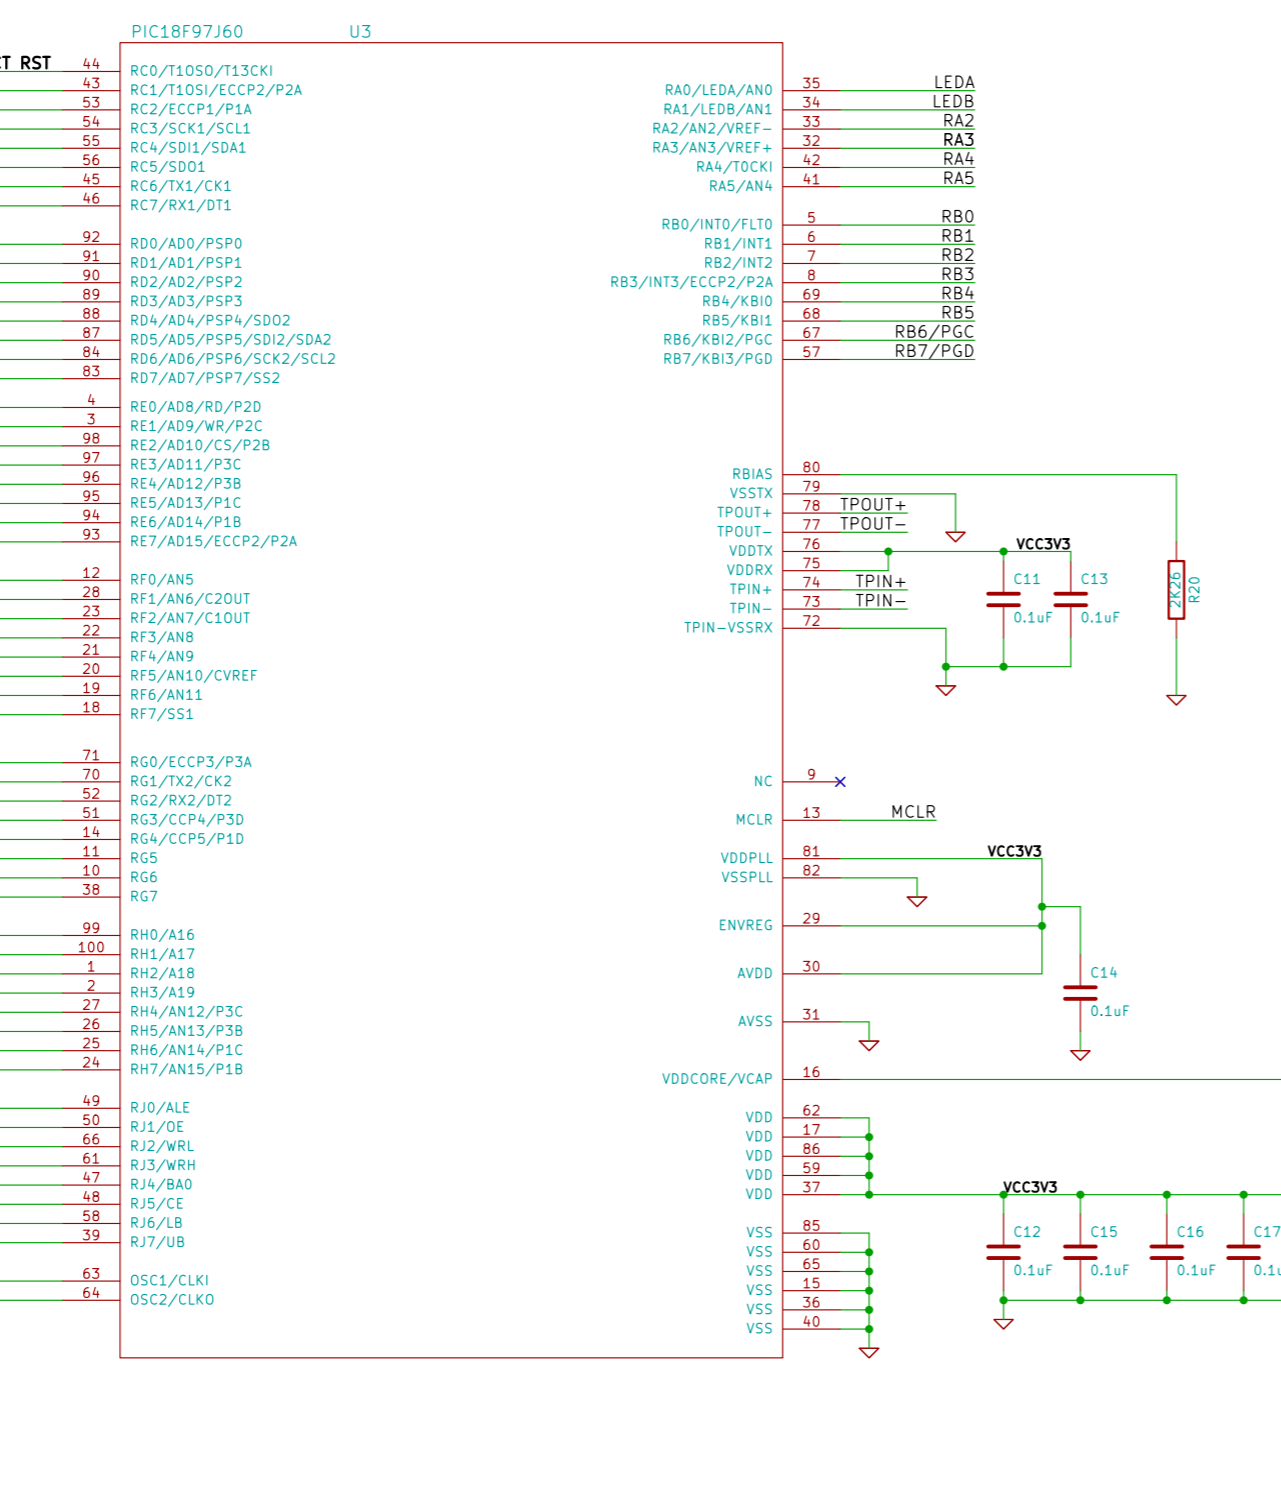 PIC18F97J60 U3
CT RST 44 RC0/T1OSO/T13CKI
43 RC1/T1OSI/ECCP2/P2A
53 RC2/ECCP1/P1A
54 RC3/SCK1/SCL1
55 RC4/SDI1/SDA1
56 RC5/SDO1
45 RC6/TX1/CK1
46 RC7/RX1/DT1
92 RD0/AD0/PSP0
91 RD1/AD1/PSP1
90 RD2/AD2/PSP2
89 RD3/AD3/PSP3
88 RD4/AD4/PSP4/SDO2
87 RD5/AD5/PSP5/SDI2/SDA2
84 RD6/AD6/PSP6/SCK2/SCL2
83 RD7/AD7/PSP7/SS2
4 RE0/AD8/RD/P2D
3 RE1/AD9/WR/P2C
98 RE2/AD10/CS/P2B
97 RE3/AD11/P3C
96 RE4/AD12/P3B
95 RE5/AD13/P1C
94 RE6/AD14/P1B
93 RE7/AD15/ECCP2/P2A
12 RF0/AN5
28 RF1/AN6/C2OUT
23 RF2/AN7/C1OUT
22 RF3/AN8
21 RF4/AN9
20 RF5/AN10/CVREF
19 RF6/AN11
18 RF7/SS1
71 RG0/ECCP3/P3A
70 RG1/TX2/CK2
52 RG2/RX2/DT2
51 RG3/CCP4/P3D
14 RG4/CCP5/P1D
11 RG5
10 RG6
38 RG7
99 RH0/A16
100 RH1/A17
1 RH2/A18
2 RH3/A19
27 RH4/AN12/P3C
26 RH5/AN13/P3B
25 RH6/AN14/P1C
24 RH7/AN15/P1B
49 RJ0/ALE
50 RJ1/OE
66 RJ2/WRL
61 RJ3/WRH
47 RJ4/BA0
48 RJ5/CE
58 RJ6/LB
39 RJ7/UB
63 OSC1/CLKI
64 OSC2/CLKO
RA0/LEDA/AN0 35 LEDA
RA1/LEDB/AN1 34 LEDB
RA2/AN2/VREF- 33 RA2
RA3/AN3/VREF+ 32 RA3
RA4/T0CKI 42 RA4
RA5/AN4 41 RA5
RB0/INT0/FLT0 5 RB0
RB1/INT1 6 RB1
RB2/INT2 7 RB2
RB3/INT3/ECCP2/P2A 8 RB3
RB4/KBI0 69 RB4
RB5/KBI1 68 RB5
RB6/KBI2/PGC 67 RB6/PGC
RB7/KBI3/PGD 57 RB7/PGD
RBIAS 80
VSSTX 79
TPOUT+ 78 TPOUT+
TPOUT- 77 TPOUT-
VDDTX 76 VCC3V3
VDDRX 75
TPIN+ 74 TPIN+
TPIN- 73 TPIN-
TPIN-VSSRX 72
C11 C13
0.1uF 0.1uF
2K26 R20
NC 9
MCLR 13 MCLR
VDDPLL 81 VCC3V3
VSSPLL 82
ENVREG 29
AVDD 30
C14
0.1uF
AVSS 31
VDDCORE/VCAP 16
VDD 62
VDD 17
VDD 86
VDD 59
VDD 37 VCC3V3
VSS 85
VSS 60
VSS 65
VSS 15
VSS 36
VSS 40
C12 C15 C16 C17
0.1uF 0.1uF 0.1uF 0.1u